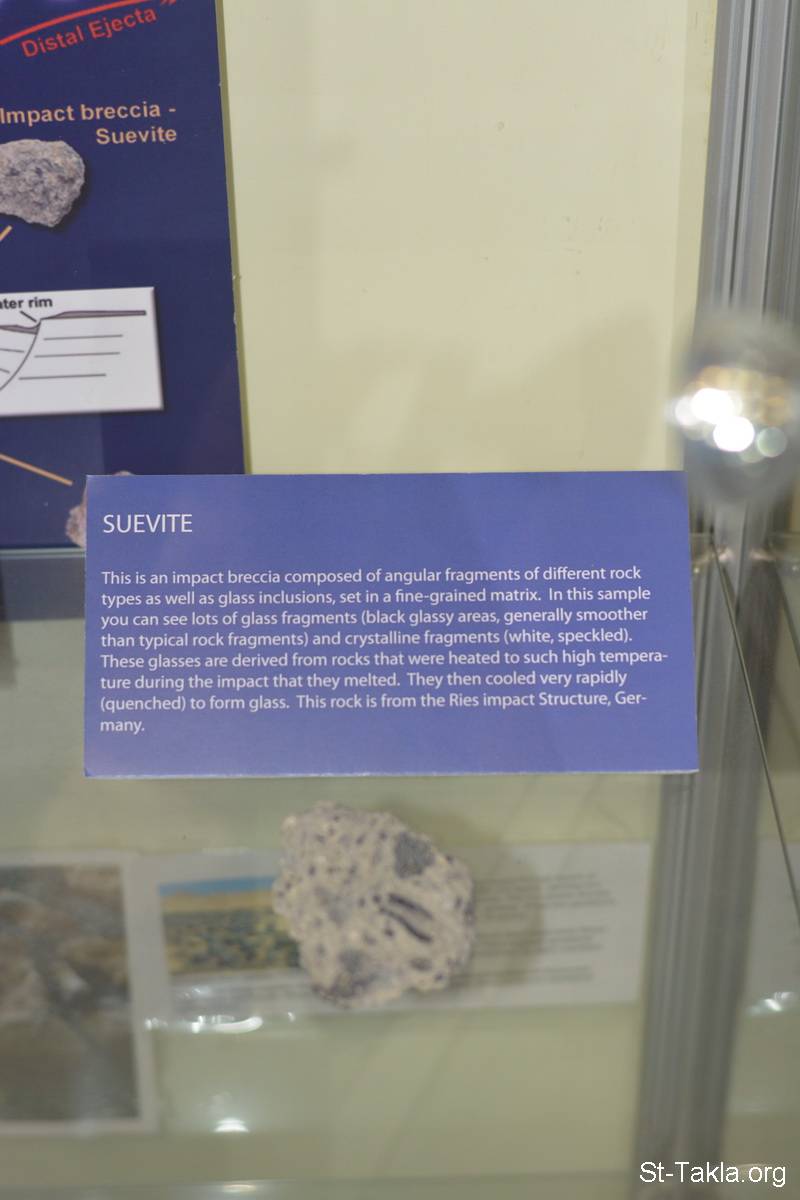 Distal Ejecta
Impact breccia -
Suevite
ater rim
SUEVITE
This is an impact breccia composed of angular fragments of different rock
types as well as glass inclusions, set in a fine-grained matrix. In this sample
you can see lots of glass fragments (black glassy areas, generally smoother
than typical rock fragments) and crystalline fragments (white, speckled).
These glasses are derived from rocks that were heated to such high tempera-
ture during the impact that they melted. They then cooled very rapidly
(quenched) to form glass. This rock is from the Ries impact Structure, Ger-
many.
St-Takla.org